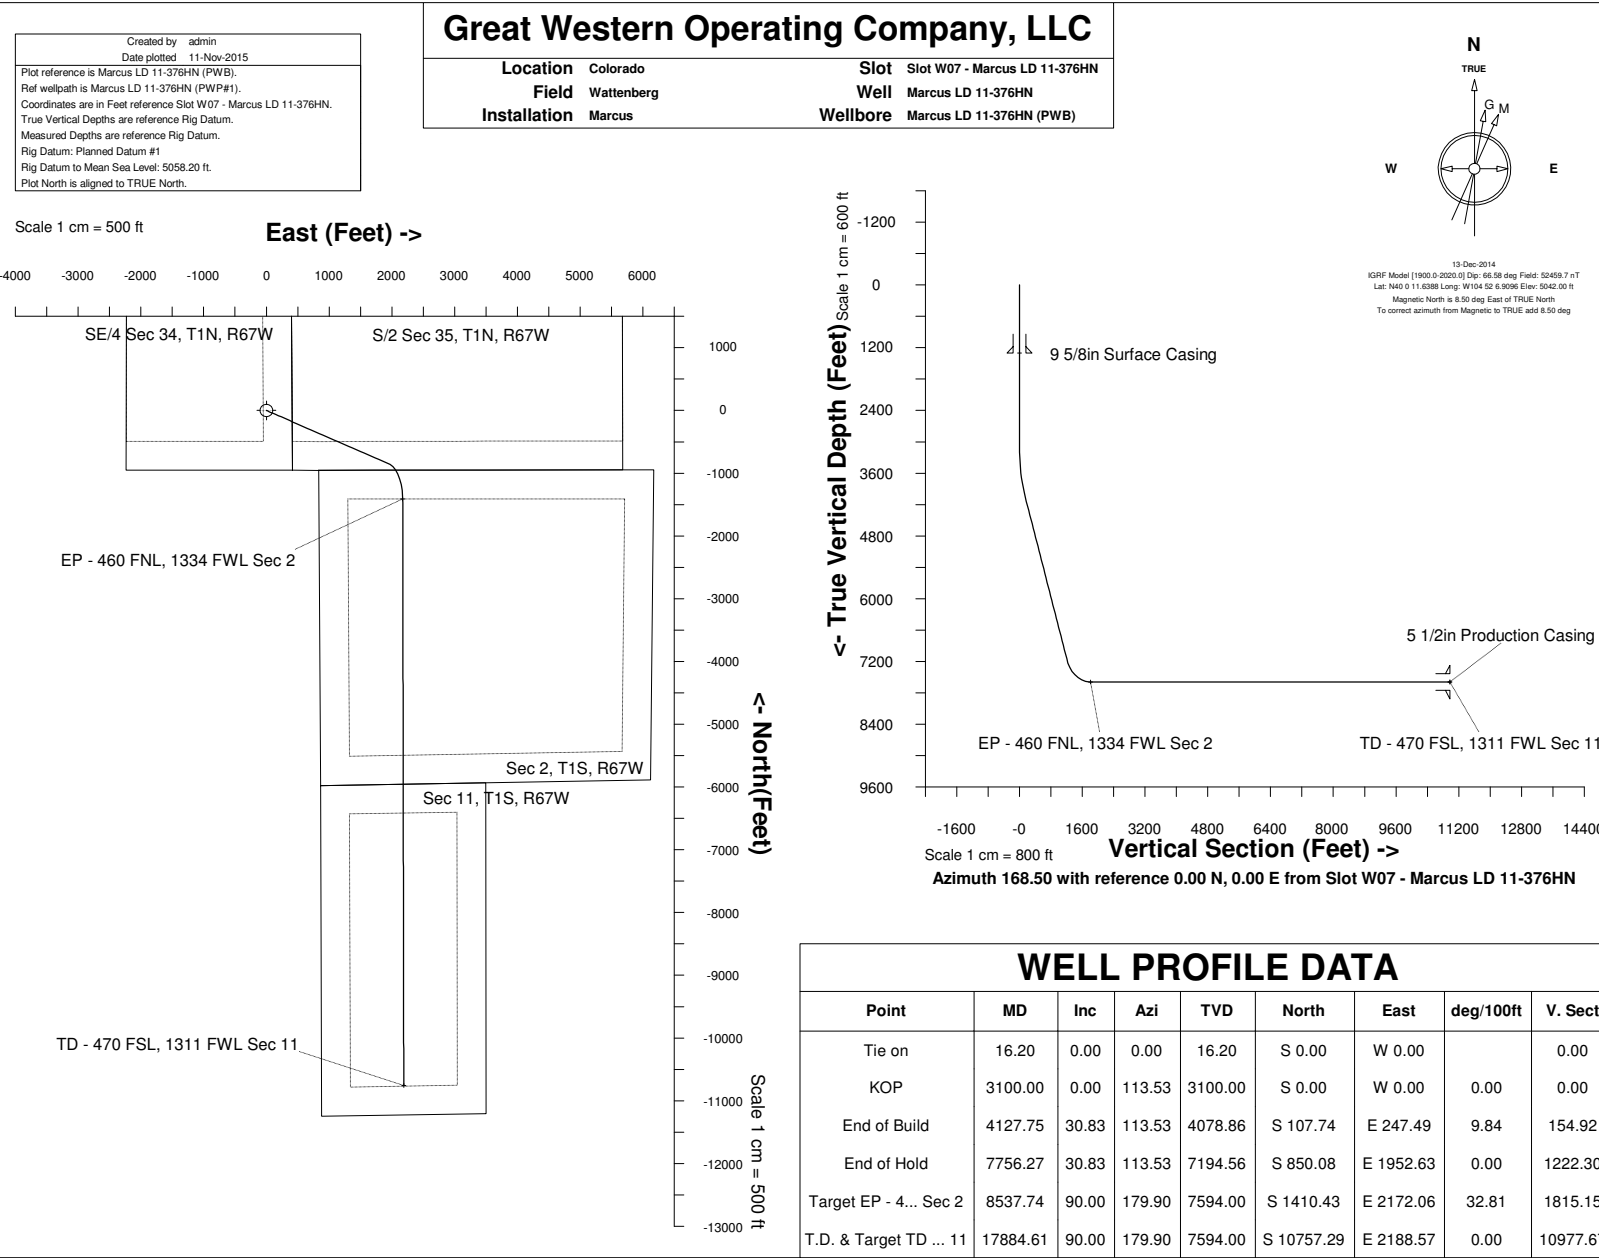 Great Western Operating Company, LLC
Created by admin
Date plotted 11-Nov-2015
Plot reference is Marcus LD 11-376HN (PWB).
Ref wellpath is Marcus LD 11-376HN (PWP#1).
Coordinates are in Feet reference Slot W07 - Marcus LD 11-376HN.
True Vertical Depths are reference Rig Datum.
Measured Depths are reference Rig Datum.
Rig Datum: Planned Datum #1
Rig Datum to Mean Sea Level: 5058.20 ft.
Plot North is aligned to TRUE North.
Location Colorado Slot Slot W07 - Marcus LD 11-376HN
Field Wattenberg Well Marcus LD 11-376HN
Installation Marcus Wellbore Marcus LD 11-376HN (PWB)
N
TRUE
G M
W E
13-Dec-2014
IGRF Model [1900.0-2020.0] Dip: 66.58 deg Field: 52459.7 nT
Lat: N40 0 11.6388 Long: W104 52 6.9096 Elev: 5042.00 ft
Magnetic North is 8.50 deg East of TRUE North
To correct azimuth from Magnetic to TRUE add 8.50 deg
Scale 1 cm = 500 ft
East (Feet) ->
-4000 -2000 -1000 0 1000 2000 3000 4000 5000 6000
SE/4 Sec 34, T1N, R67W
S/2 Sec 35, T1N, R67W
1000
0
-1000
-2000
-3000
-4000
-5000
-6000
-7000
-8000
-9000
-10000
-11000
-12000
-13000
EP - 460 FNL, 1334 FWL Sec 2
Sec 2, T1S, R67W
Sec 11, T1S, R67W
TD - 470 FSL, 1311 FWL Sec 11
<- North(Feet)
Scale 1 cm = 500 ft
Scale 1 cm = 600 ft
<- True Vertical Depth (Feet)
-1200
0
1200
2400
3600
4800
6000
7200
8400
9600
9 5/8in Surface Casing
5 1/2in Production Casing
EP - 460 FNL, 1334 FWL Sec 2
TD - 470 FSL, 1311 FWL Sec 11
-1600 -0 1600 3200 4800 6400 8000 9600 11200 12800 14400
Scale 1 cm = 800 ft
Vertical Section (Feet) ->
Azimuth 168.50 with reference 0.00 N, 0.00 E from Slot W07 - Marcus LD 11-376HN
WELL PROFILE DATA
Point MD Inc Azi TVD North East deg/100ft V. Sect
Tie on 16.20 0.00 0.00 16.20 S 0.00 W 0.00 0.00
KOP 3100.00 0.00 113.53 3100.00 S 0.00 W 0.00 0.00 0.00
End of Build 4127.75 30.83 113.53 4078.86 S 107.74 E 247.49 9.84 154.92
End of Hold 7756.27 30.83 113.53 7194.56 S 850.08 E 1952.63 0.00 1222.30
Target EP - 4... Sec 2 8537.74 90.00 179.90 7594.00 S 1410.43 E 2172.06 32.81 1815.15
T.D. & Target TD ... 11 17884.61 90.00 179.90 7594.00 S 10757.29 E 2188.57 0.00 10977.67